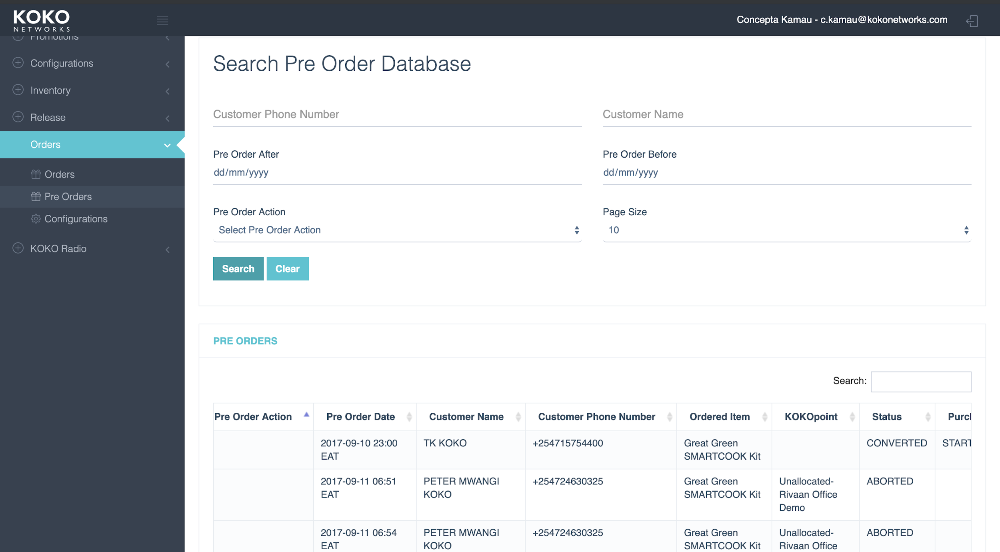 KOKO
NETWORKS
Concepta Kamau - c.kamau@kokonetworks.com
Promotions
Configurations
Inventory
Release
Orders
Orders
Pre Orders
Configurations
KOKO Radio
Search Pre Order Database
Customer Phone Number
Customer Name
Pre Order After
Pre Order Before
dd/mm/yyyy
dd/mm/yyyy
Pre Order Action
Page Size
Select Pre Order Action
10
Search
Clear
PRE ORDERS
Search:
Pre Order Action
Pre Order Date
Customer Name
Customer Phone Number
Ordered Item
KOKOpoint
Status
2017-09-10 23:00
EAT
TK KOKO
+254715754400
Great Green
SMARTCOOK Kit
CONVERTED
START
2017-09-11 06:51
EAT
PETER MWANGI
KOKO
+254724630325
Great Green
SMARTCOOK Kit
Unallocated-
Rivaan Office
Demo
ABORTED
2017-09-11 06:54
EAT
PETER MWANGI
KOKO
+254724630325
Great Green
SMARTCOOK Kit
Unallocated-
Rivaan Office
ABORTED